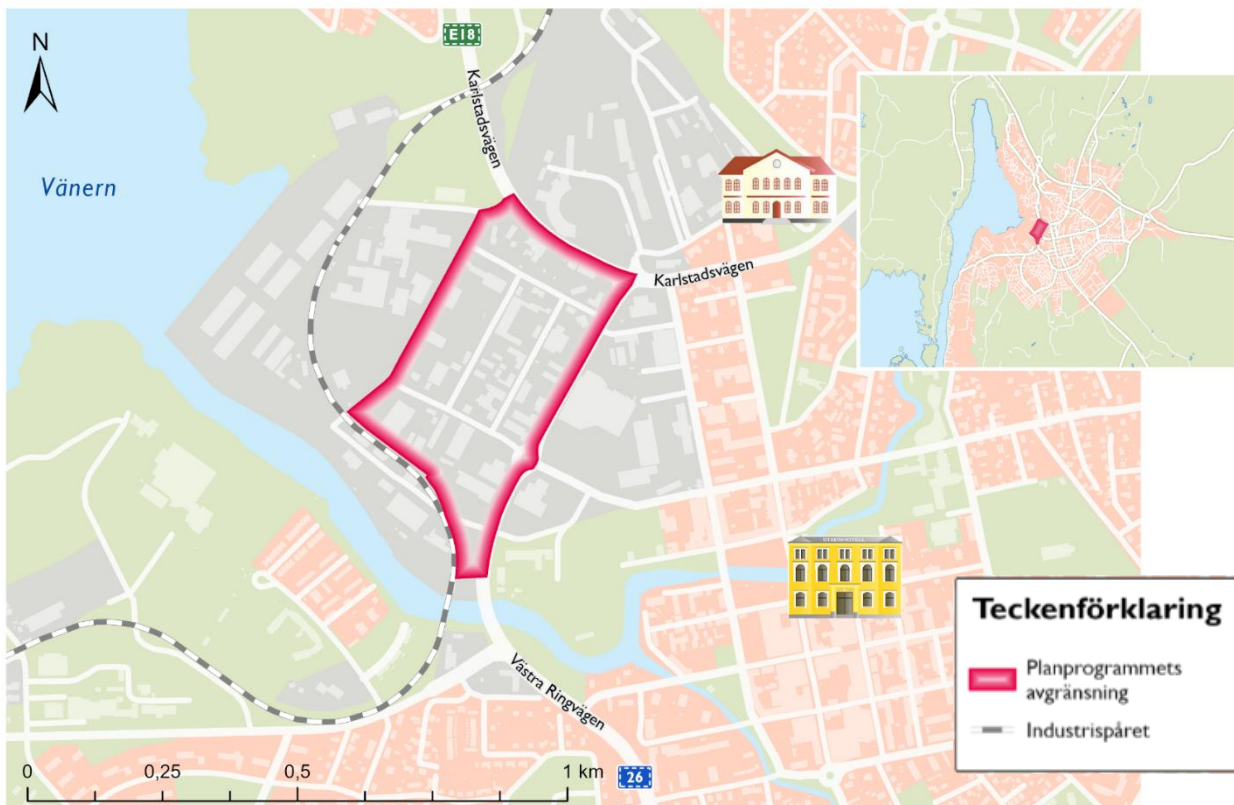 N
E18
Karlstadsvägen
Vänern
Karlstadsvägen
Västra Ringvägen
26
0 0,25 0,5 1 km
Teckenförklaring
Planprogrammets
avgränsning
Industrispåret